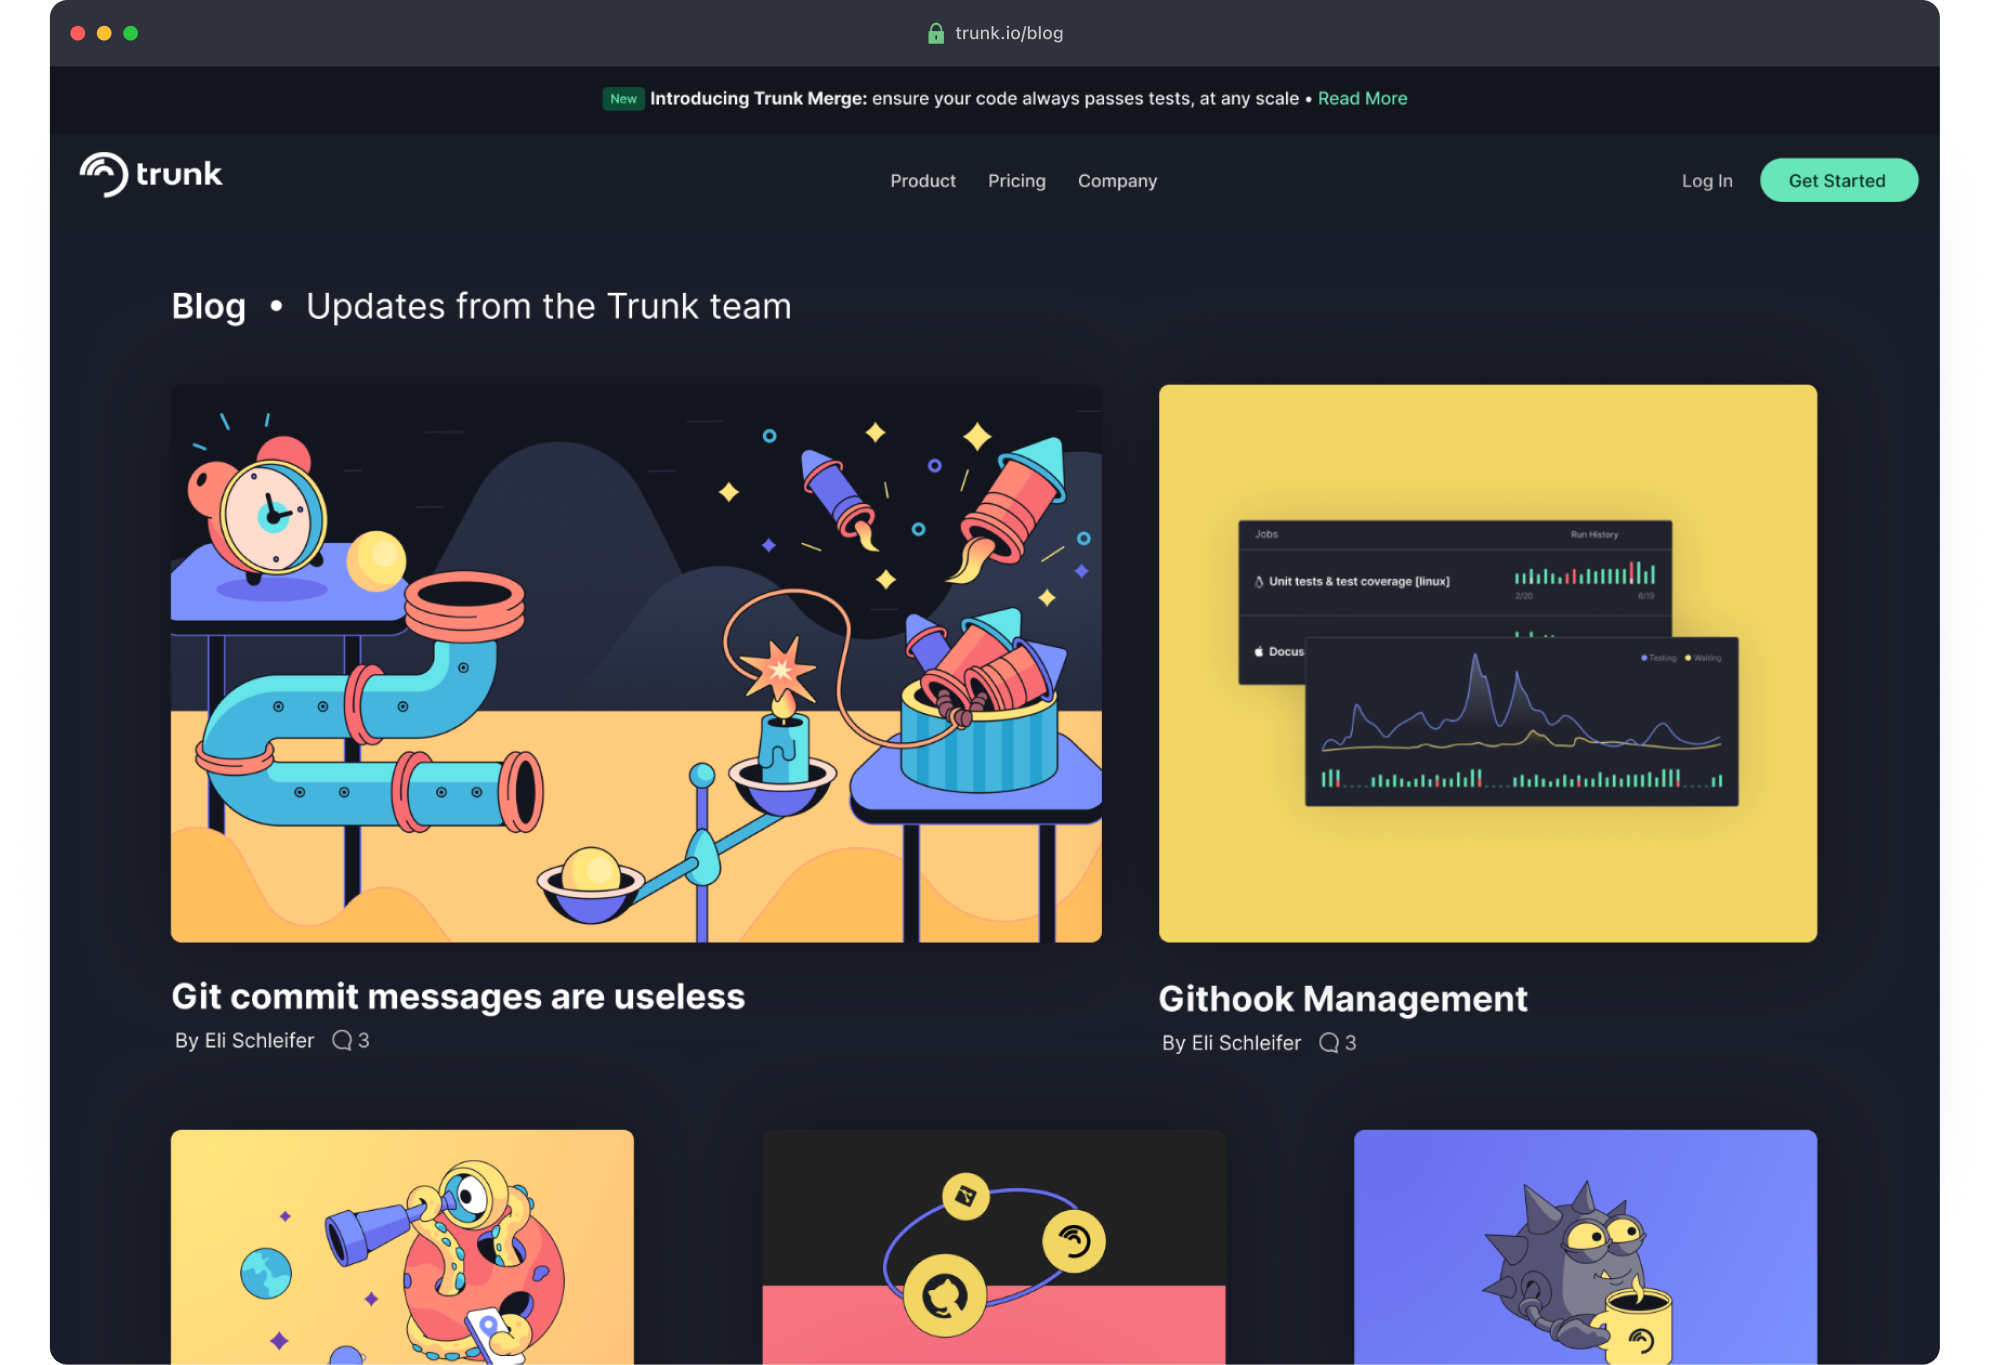 trunk.io/blog
New Introducing Trunk Merge: ensure your code always passes tests, at any scale • Read More
trunk
Product Pricing Company
Log In Get Started
Blog • Updates from the Trunk team
Jobs Run History
Unit tests & test coverage [linux]
2/20 6/19
Docus
Testing Waiting
Git commit messages are useless
By Eli Schleifer 3
Githook Management
By Eli Schleifer 3